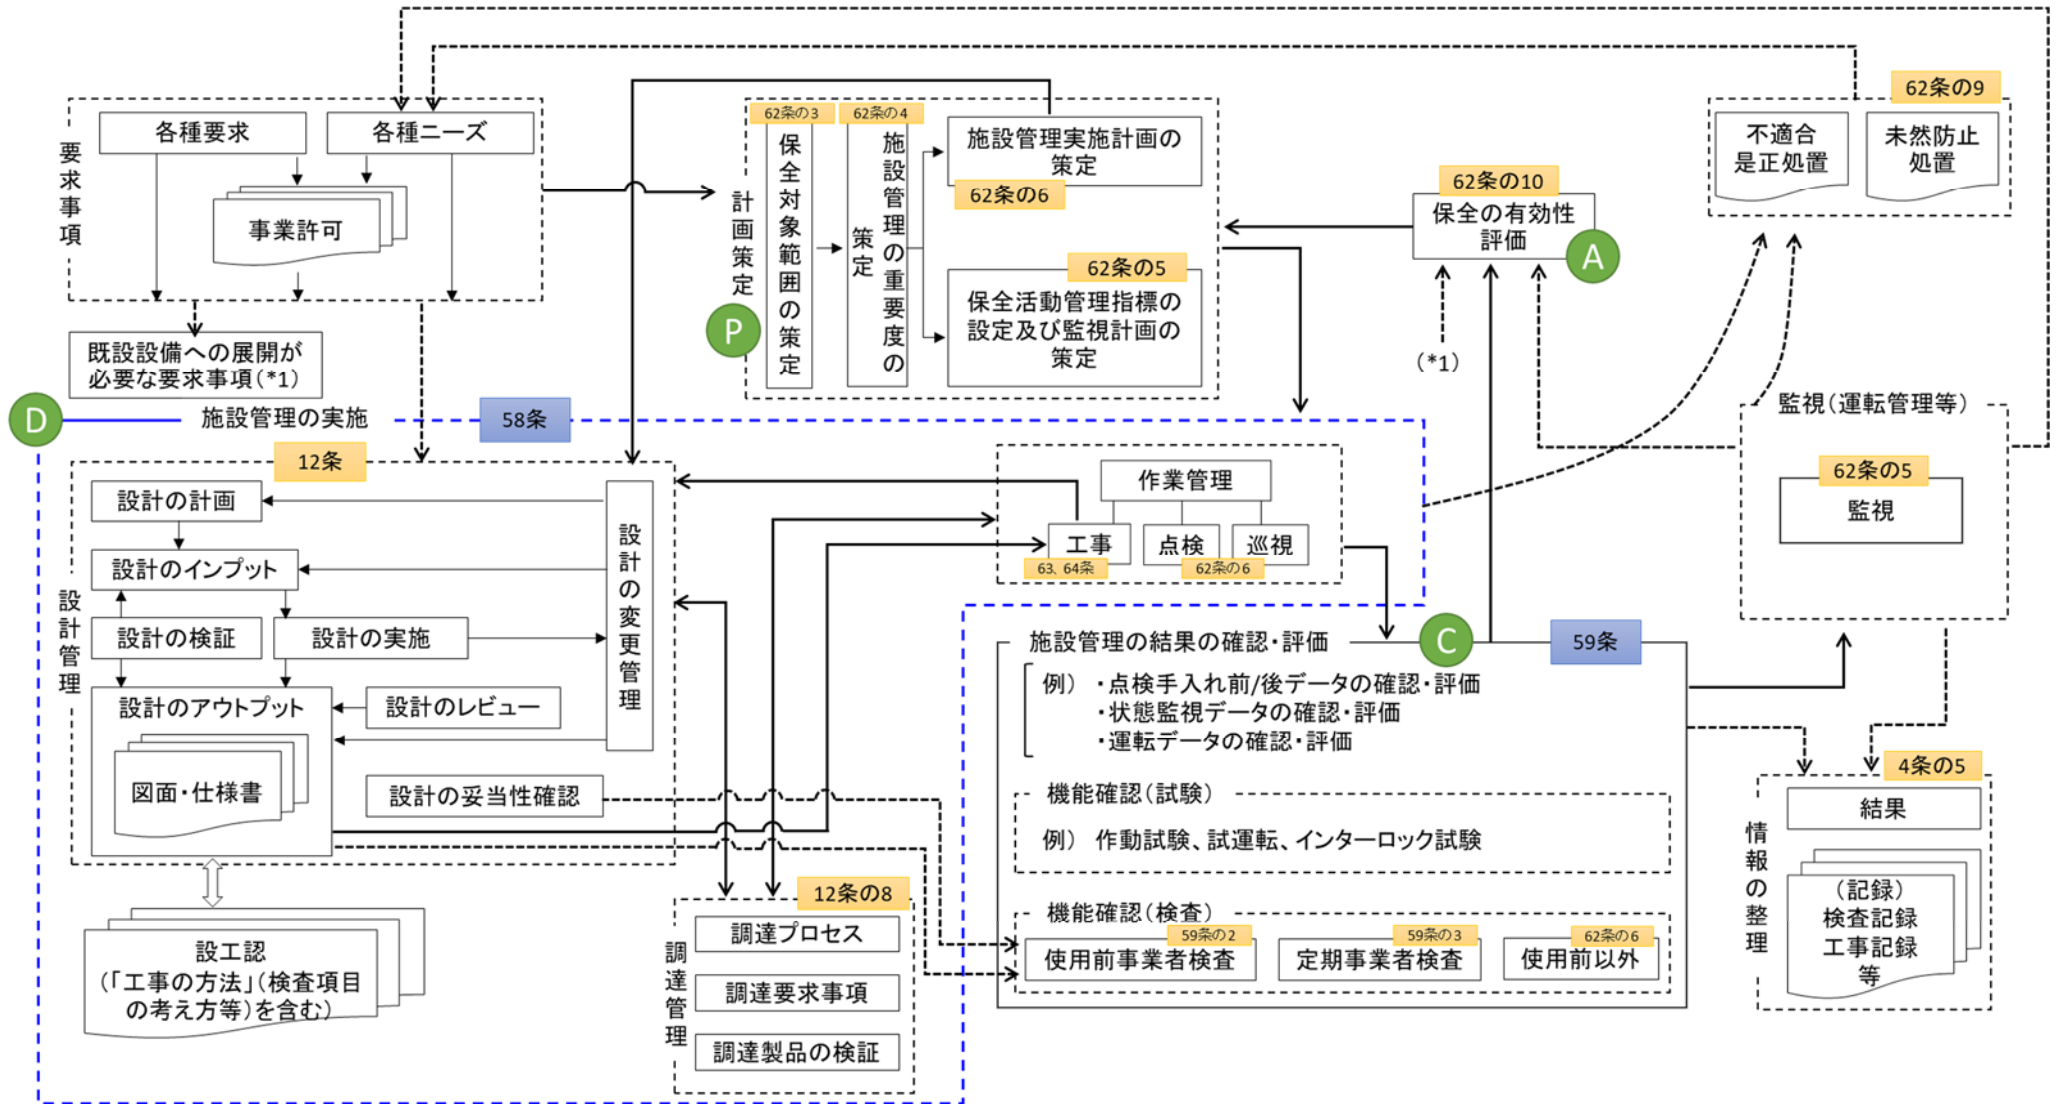 要求事項
各種要求
各種ニーズ
事業許可
既設設備への展開が
必要な要求事項(*1)
計画策定
P
62条の3
保全対象範囲の策定
62条の4
施設管理の重要度の
策定
施設管理実施計画の
策定
62条の6
62条の5
保全活動管理指標の
設定及び監視計画の
策定
62条の10
保全の有効性
評価
A
(*1)
62条の9
不適合
是正処置
未然防止
処置
監視(運転管理等)
62条の5
監視
D
施設管理の実施
58条
12条
設計管理
設計の計画
設計のインプット
設計の検証
設計の実施
設計の変更管理
設計のアウトプット
設計のレビュー
図面・仕様書
設計の妥当性確認
設工認
(「工事の方法」(検査項目
の考え方等)を含む)
作業管理
工事
点検
巡視
63、64条
62条の6
12条の8
調達管理
調達プロセス
調達要求事項
調達製品の検証
施設管理の結果の確認・評価
C
59条
例) ・点検手入れ前/後データの確認・評価
・状態監視データの確認・評価
・運転データの確認・評価
機能確認(試験)
例) 作動試験、試運転、インターロック試験
機能確認(検査)
59条の2
使用前事業者検査
59条の3
定期事業者検査
62条の6
使用前以外
4条の5
情報の整理
結果
(記録)
検査記録
工事記録
等